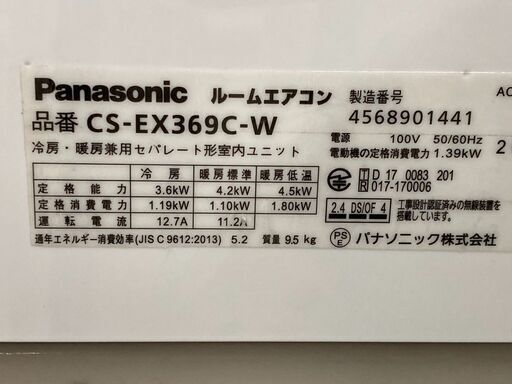 Panasonic ルームエアコン 製造番号
品番 CS-EX369C-W 4568901441
冷房・暖房兼用セパレート形室内ユニット
電源 100V 50/60Hz
電動機の定格消費電力 1.39kW
冷房 暖房標準 暖房低温
定格能力 3.6kW 4.2kW 4.5kW
定格消費電力 1.19kW 1.10kW 1.80kW
運転電流 12.7A 11.2A
通年エネルギー消費効率(JIS C 9612:2013) 5.2 質量 9.5 kg
T D 17 0083 201
R 017-170006
2.4 DS/OF 4
工事設計認証済みの無線装置を搭載しています。
PS E パナソニック株式会社
AC
2